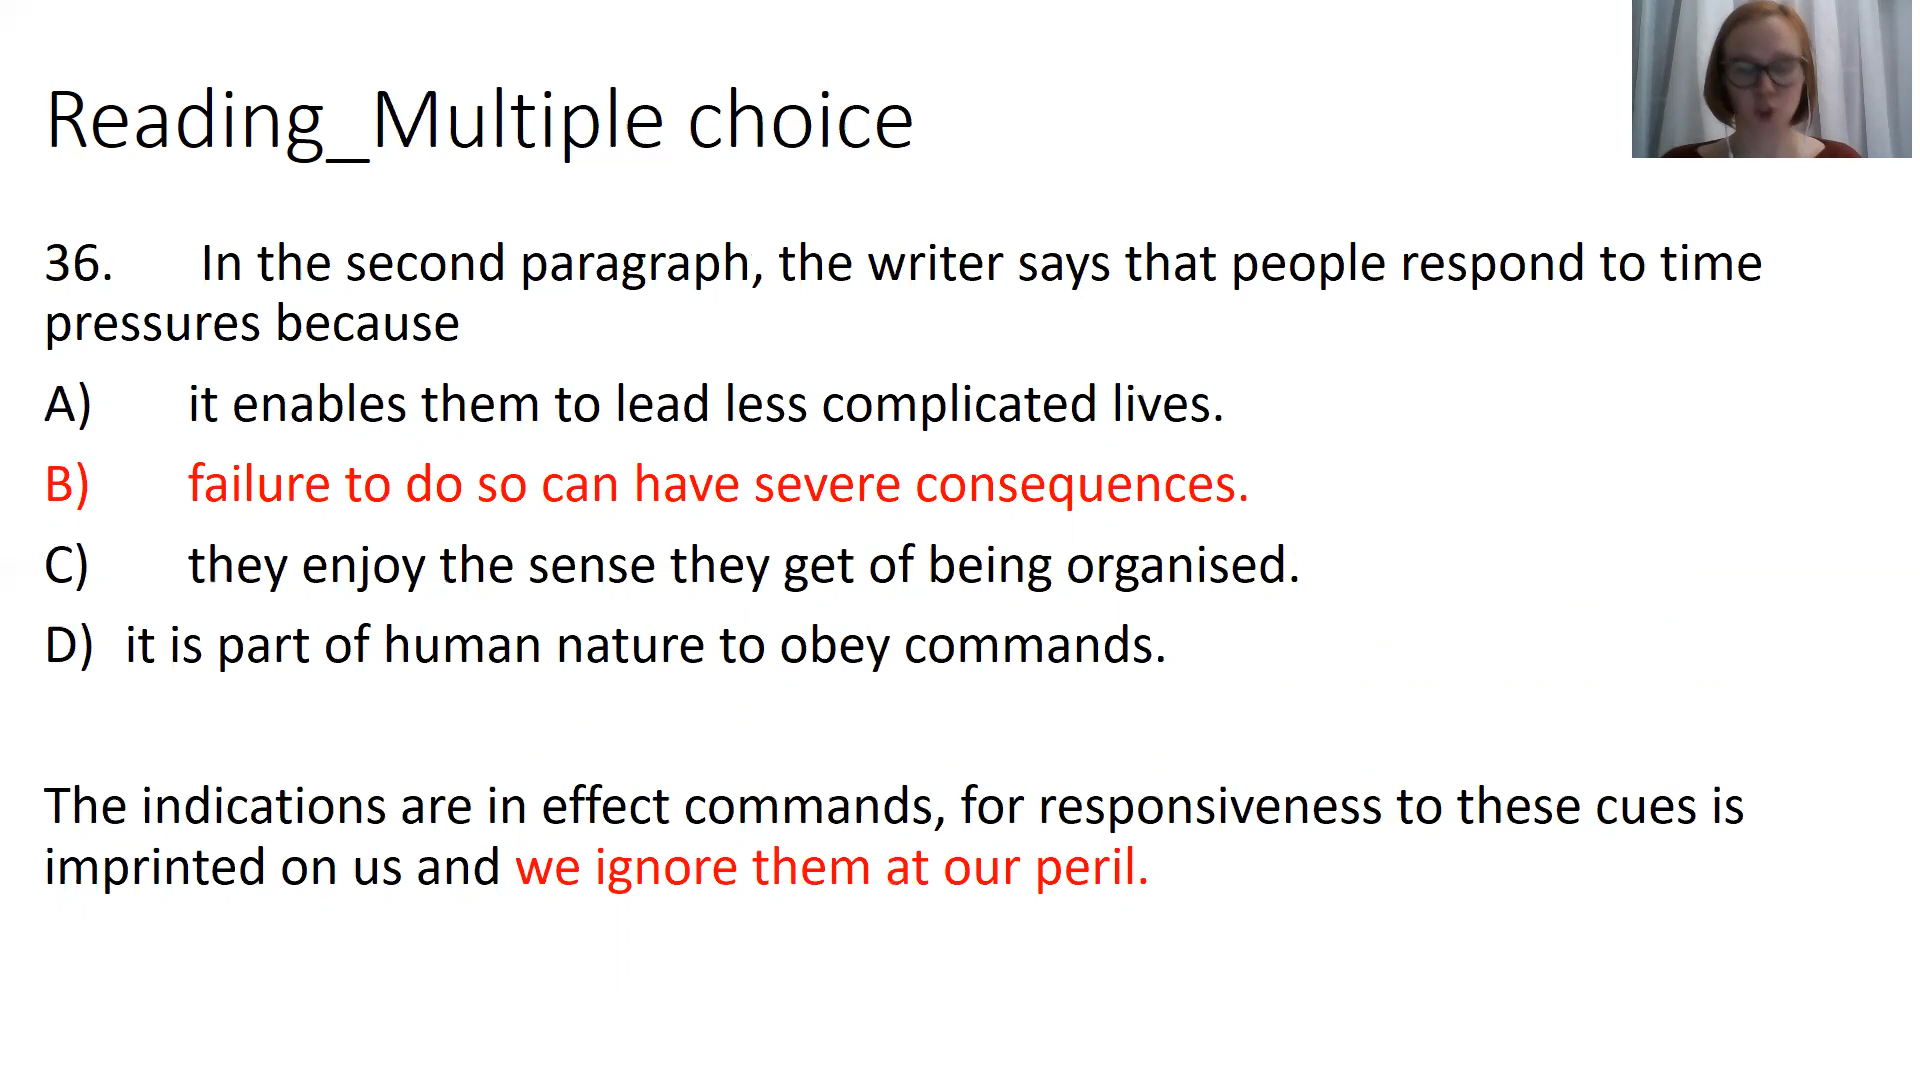 Reading_Multiple choice
36. In the second paragraph, the writer says that people respond to time
pressures because
A) it enables them to lead less complicated lives.
B) failure to do so can have severe consequences.
C) they enjoy the sense they get of being organised.
D) it is part of human nature to obey commands.
The indications are in effect commands, for responsiveness to these cues is
imprinted on us and we ignore them at our peril.